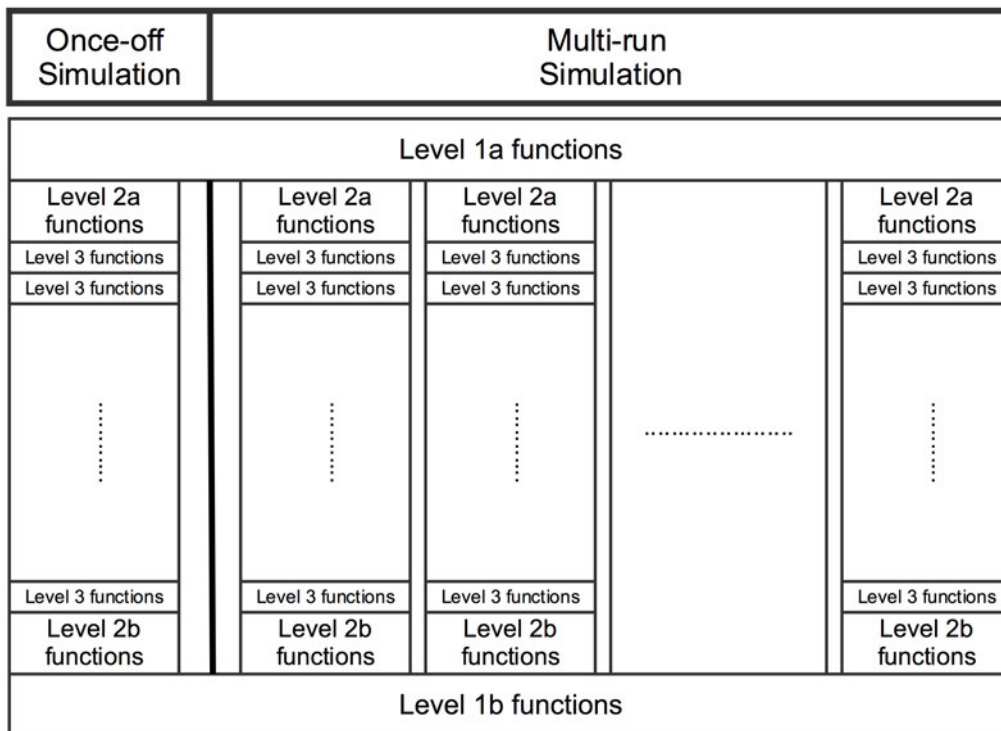 Once-off
Simulation
Multi-run
Simulation
Level 1a functions
Level 2a
functions
Level 2a
functions
Level 2a
functions
Level 2a
functions
Level 3 functions
Level 3 functions
Level 3 functions
Level 3 functions
Level 3 functions
Level 3 functions
Level 3 functions
Level 3 functions
Level 3 functions
Level 3 functions
Level 3 functions
Level 3 functions
Level 2b
functions
Level 2b
functions
Level 2b
functions
Level 2b
functions
Level 1b functions